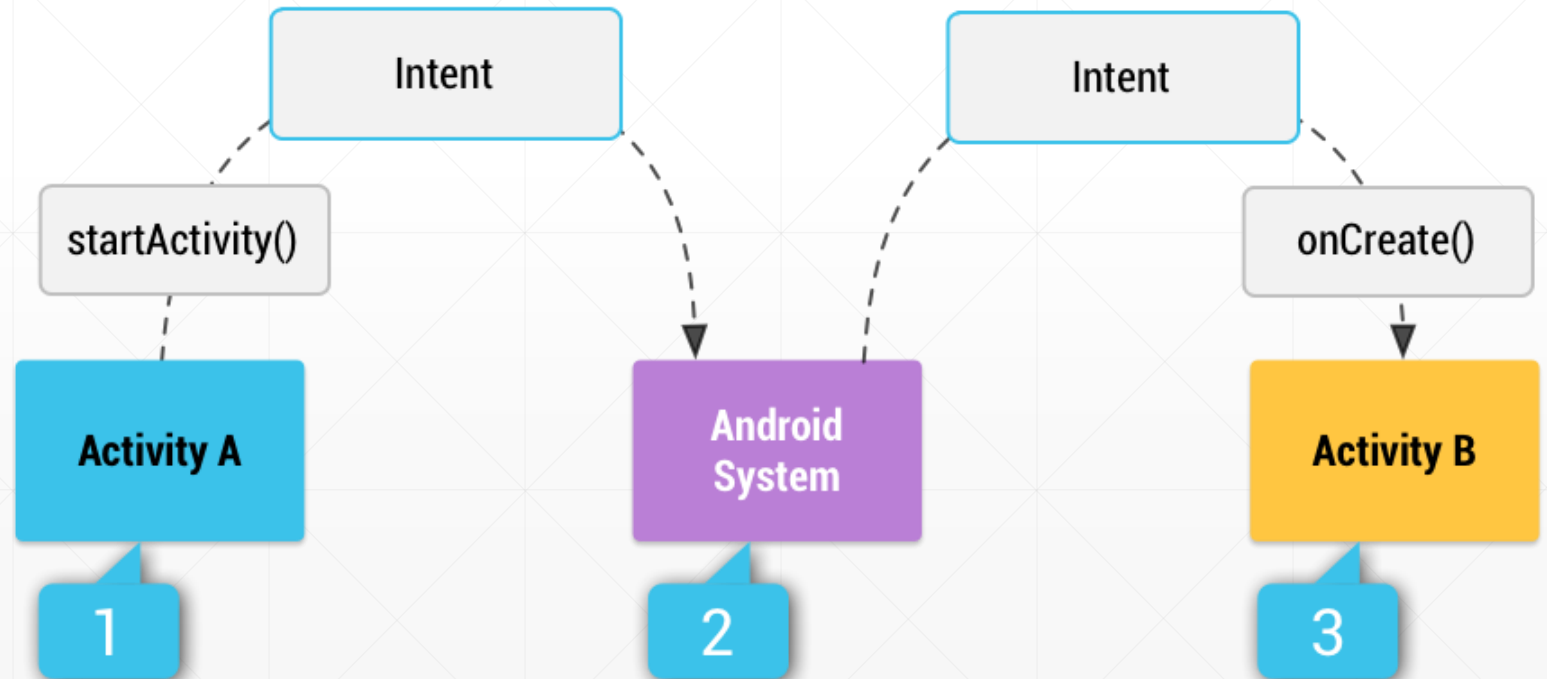 Intent
Intent
startActivity()
onCreate()
Activity A
Android
System
Activity B
1
2
3